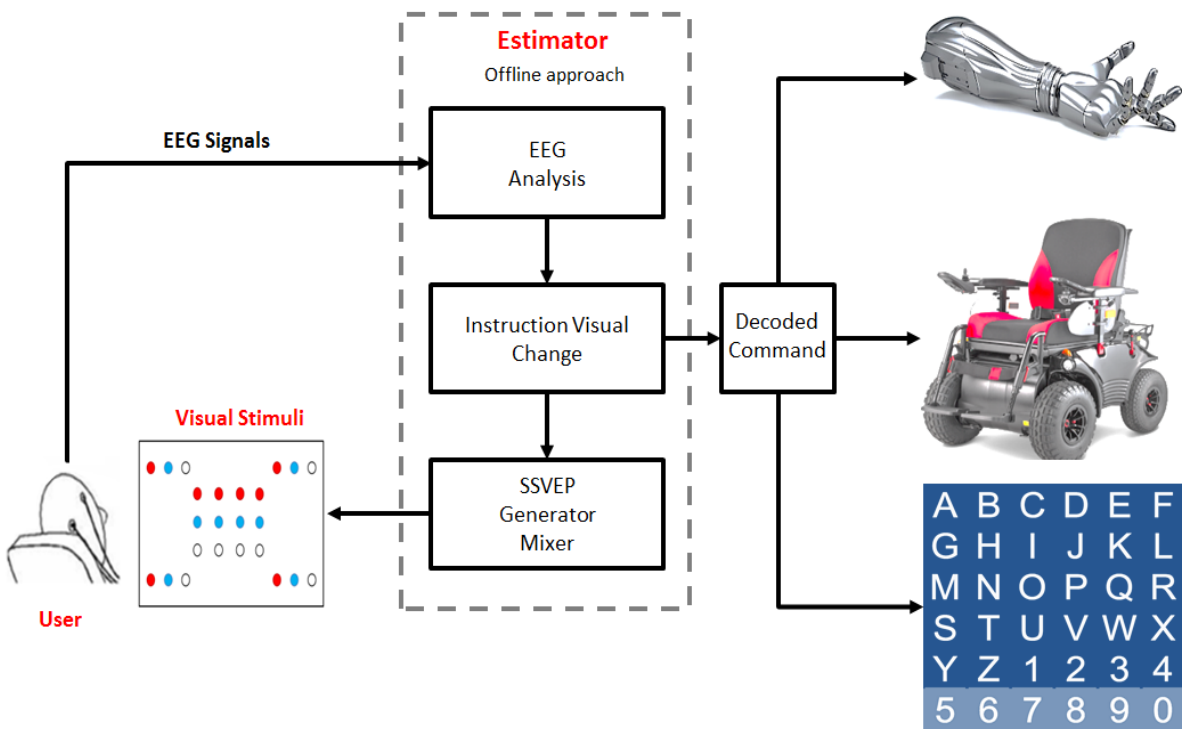 Estimator
Offline approach
EEG Signals
EEG
Analysis
Instruction Visual
Change
Decoded
Command
Visual Stimuli
SSVEP
Generator
Mixer
User
A B C D E F
G H I J K L
M N O P Q R
S T U V W X
Y Z 1 2 3 4
5 6 7 8 9 0